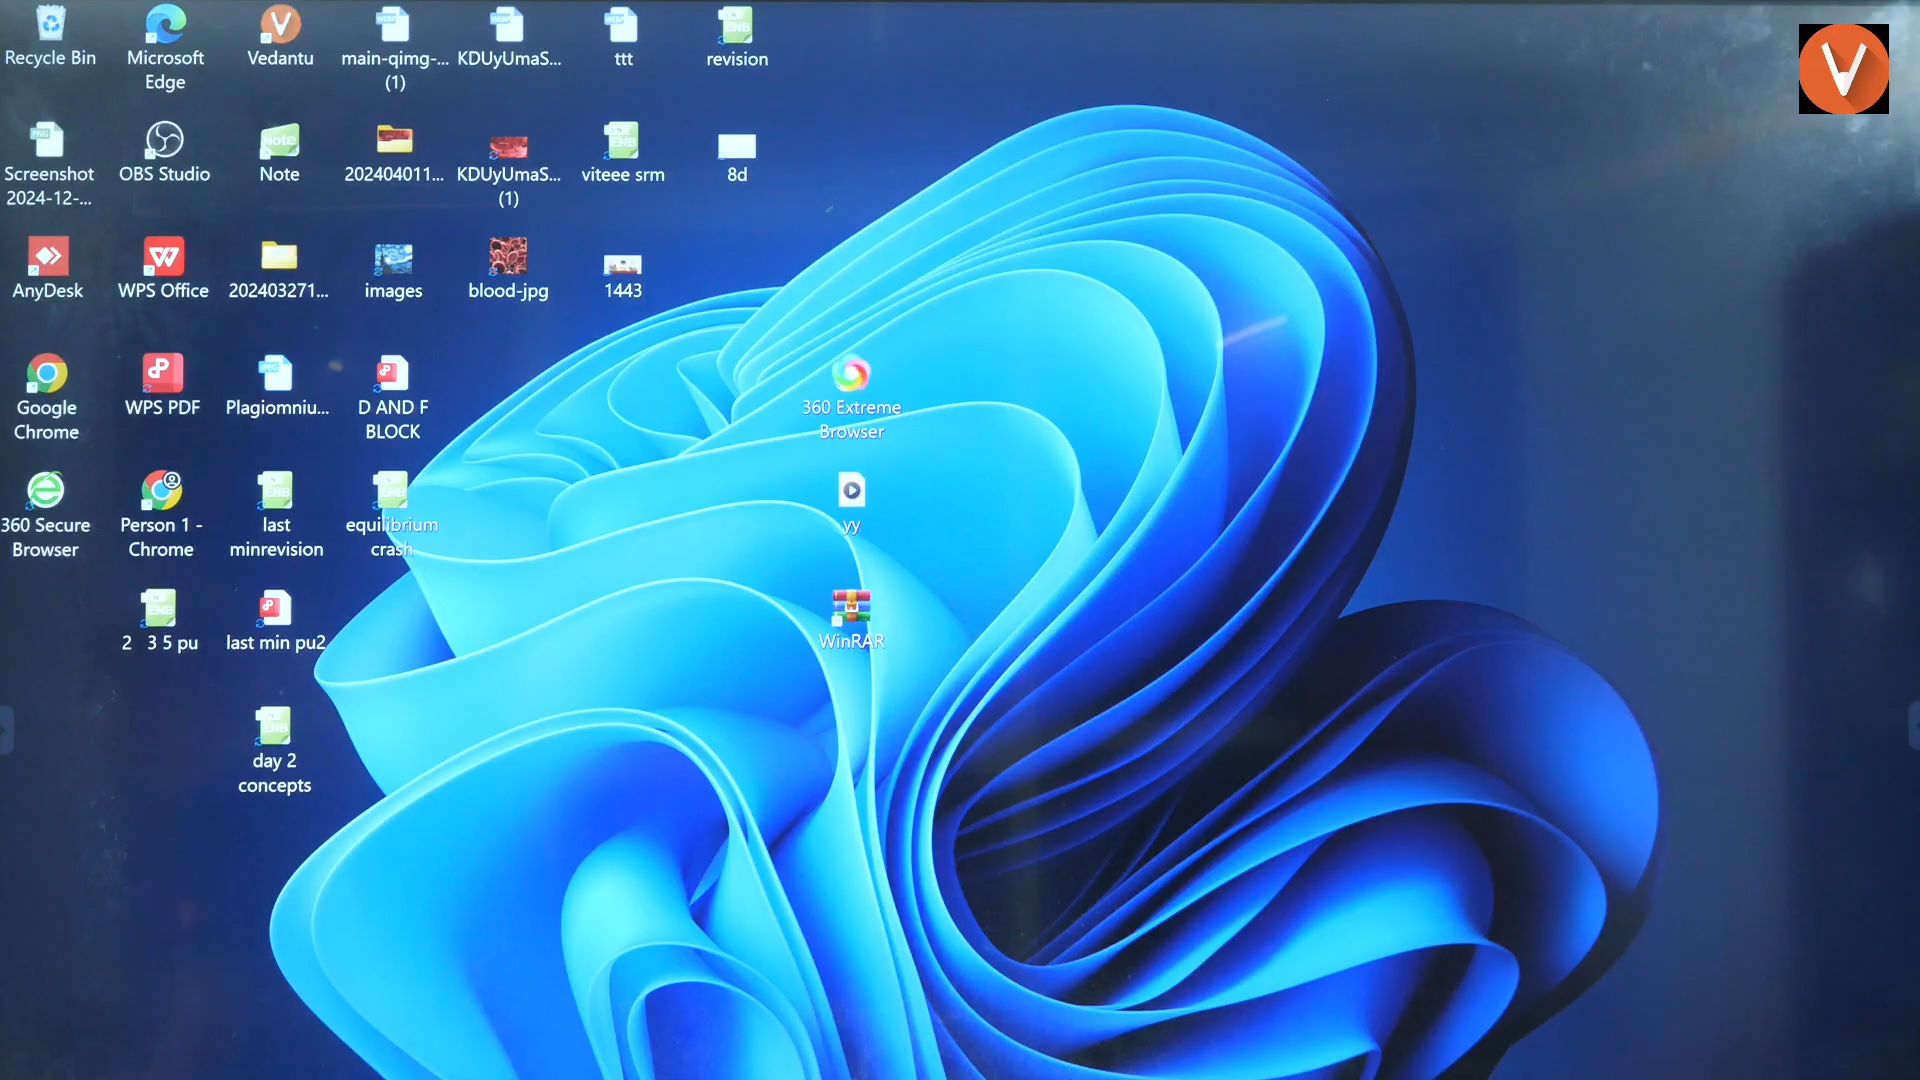 Recycle Bin
Microsoft
Edge
Vedantu
main-qimg-...
(1)
KDUyUmaS...
ttt
revision
Screenshot
2024-12-...
OBS Studio
Note
202404011...
KDUyUmaS...
(1)
viteee srm
8d
AnyDesk
WPS Office
202403271...
images
blood-jpg
1443
Google
Chrome
WPS PDF
Plagiomniu...
D AND F
BLOCK
360 Extreme
Browser
360 Secure
Browser
Person 1 -
Chrome
last
minrevision
equilibrium
crash
yy
2 3 5 pu
last min pu2
WinRAR
day 2
concepts